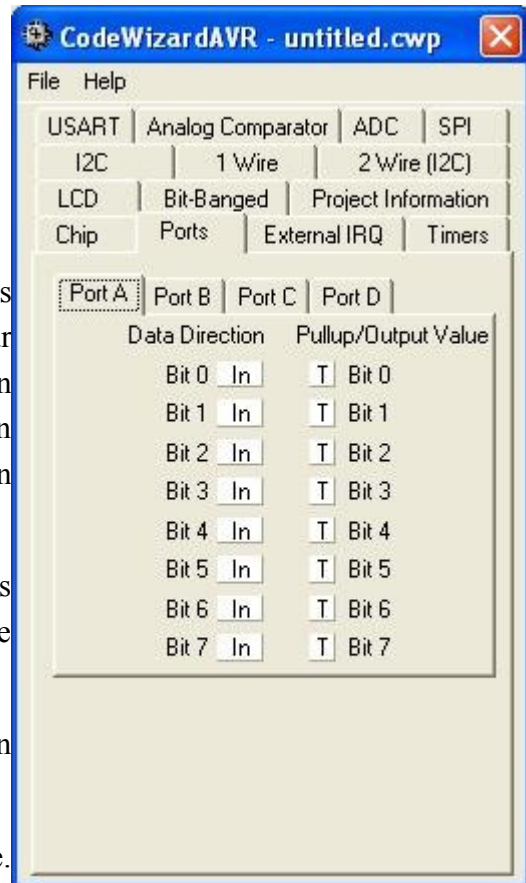 CodeWizardAVR - untitled.cwp
File Help
USART Analog Comparator ADC SPI
I2C 1 Wire 2 Wire (I2C)
LCD Bit-Banged Project Information
Chip Ports External IRQ Timers
Port A Port B Port C Port D
Data Direction Pullup/Output Value
Bit 0 In T Bit 0
Bit 1 In T Bit 1
Bit 2 In T Bit 2
Bit 3 In T Bit 3
Bit 4 In T Bit 4
Bit 5 In T Bit 5
Bit 6 In T Bit 6
Bit 7 In T Bit 7